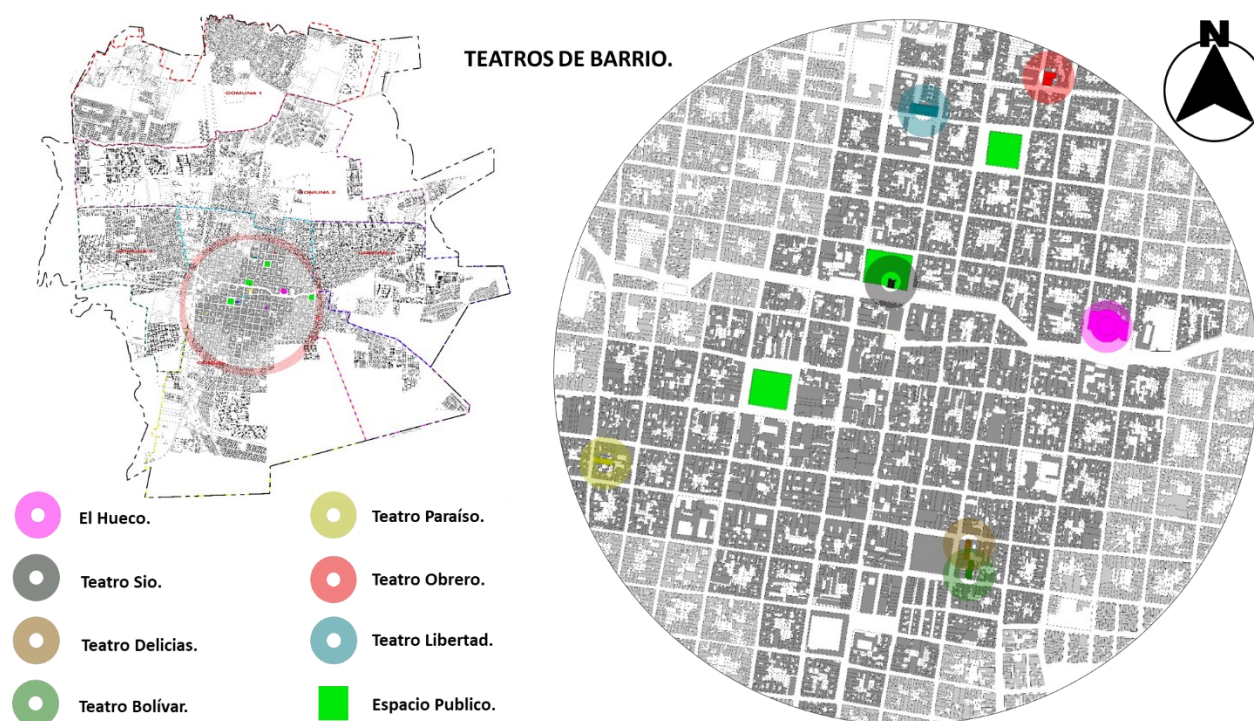 TEATROS DE BARRIO.
N
COMUNA 1
COMUNA 2
El Hueco.
Teatro Sio.
Teatro Delicias.
Teatro Bolívar.
Teatro Paraíso.
Teatro Obrero.
Teatro Libertad.
Espacio Publico.